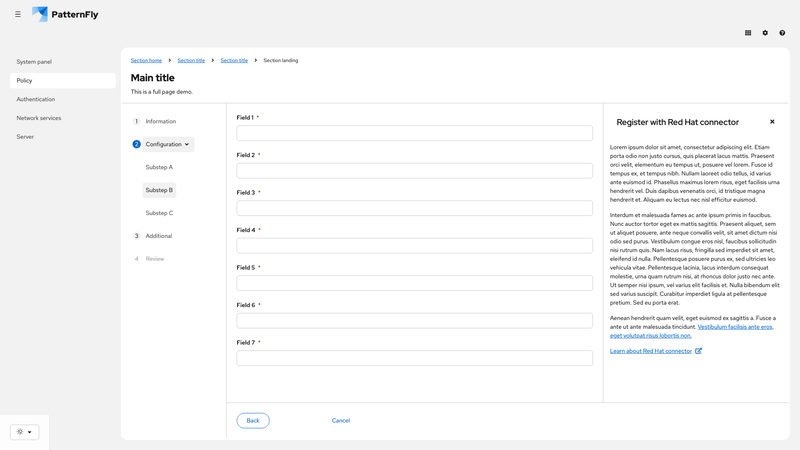 PatternFly
System panel
Policy
Authentication
Network services
Server
Section home
Section title
Section title
Section landing
Main title
This is a full page demo.
1 Information
2 Configuration
Substep A
Substep B
Substep C
3 Additional
4 Review
Field 1 *
Field 2 *
Field 3 *
Field 4 *
Field 5 *
Field 6 *
Field 7 *
Back
Cancel
Register with Red Hat connector
Lorem ipsum dolor sit amet, consectetur adipiscing elit. Etiam
porta odio non justo cursus, quis placerat lacus mattis. Praesent
orci velit, elementum eu tempus ut, posuere vel lorem. Fusce id
tempus ex, et tempus nibh. Nullam laoreet odio tellus, id varius
ante euismod id. Phasellus maximus lorem risus, eget facilisis urna
hendrerit vel. Duis dapibus venenatis orci, id tristique magna
hendrerit et. Aliquam eu lectus nec nisl efficitur euismod.
Interdum et malesuada fames ac ante ipsum primis in faucibus.
Nunc auctor tortor eget ex mattis sagittis. Praesent aliquet, sem
ut aliquet posuere, ante neque convallis velit, sit amet dictum nisi
odio sed purus. Vestibulum congue eros nisl, faucibus sollicitudin
nisi rutrum quis. Nam lacus risus, fringilla sed imperdiet sit amet,
eleifend id nulla. Pellentesque posuere purus ex, sed ultricies leo
vehicula vitae. Pellentesque lacinia, lacus interdum consequat
molestie, urna quam rutrum nisi, at rhoncus dolor justo nec ante.
Ut semper nisi ipsum, vel varius elit facilisis et. Nulla bibendum elit
sed varius suscipit. Curabitur imperdiet ligula at pellentesque
pretium. Sed eu porta erat.
Aenean hendrerit quam velit, eget euismod ex sagittis a. Fusce a
ante ut ante malesuada tincidunt. Vestibulum facilisis ante eros,
eget volutpat risus lobortis non.
Learn about Red Hat connector